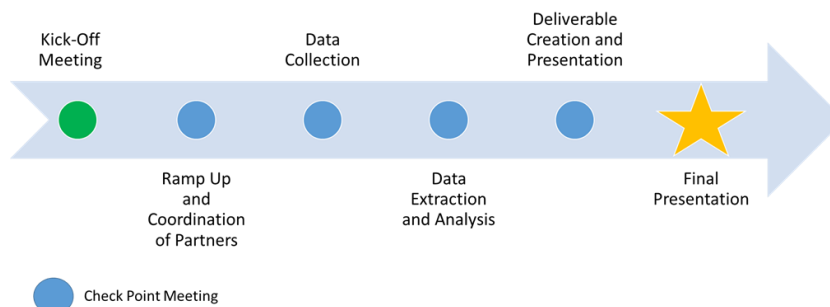 Kick-Off
Meeting
Ramp Up
and
Coordination
of Partners
Data
Collection
Data
Extraction
and Analysis
Deliverable
Creation and
Presentation
Final
Presentation
Check Point Meeting